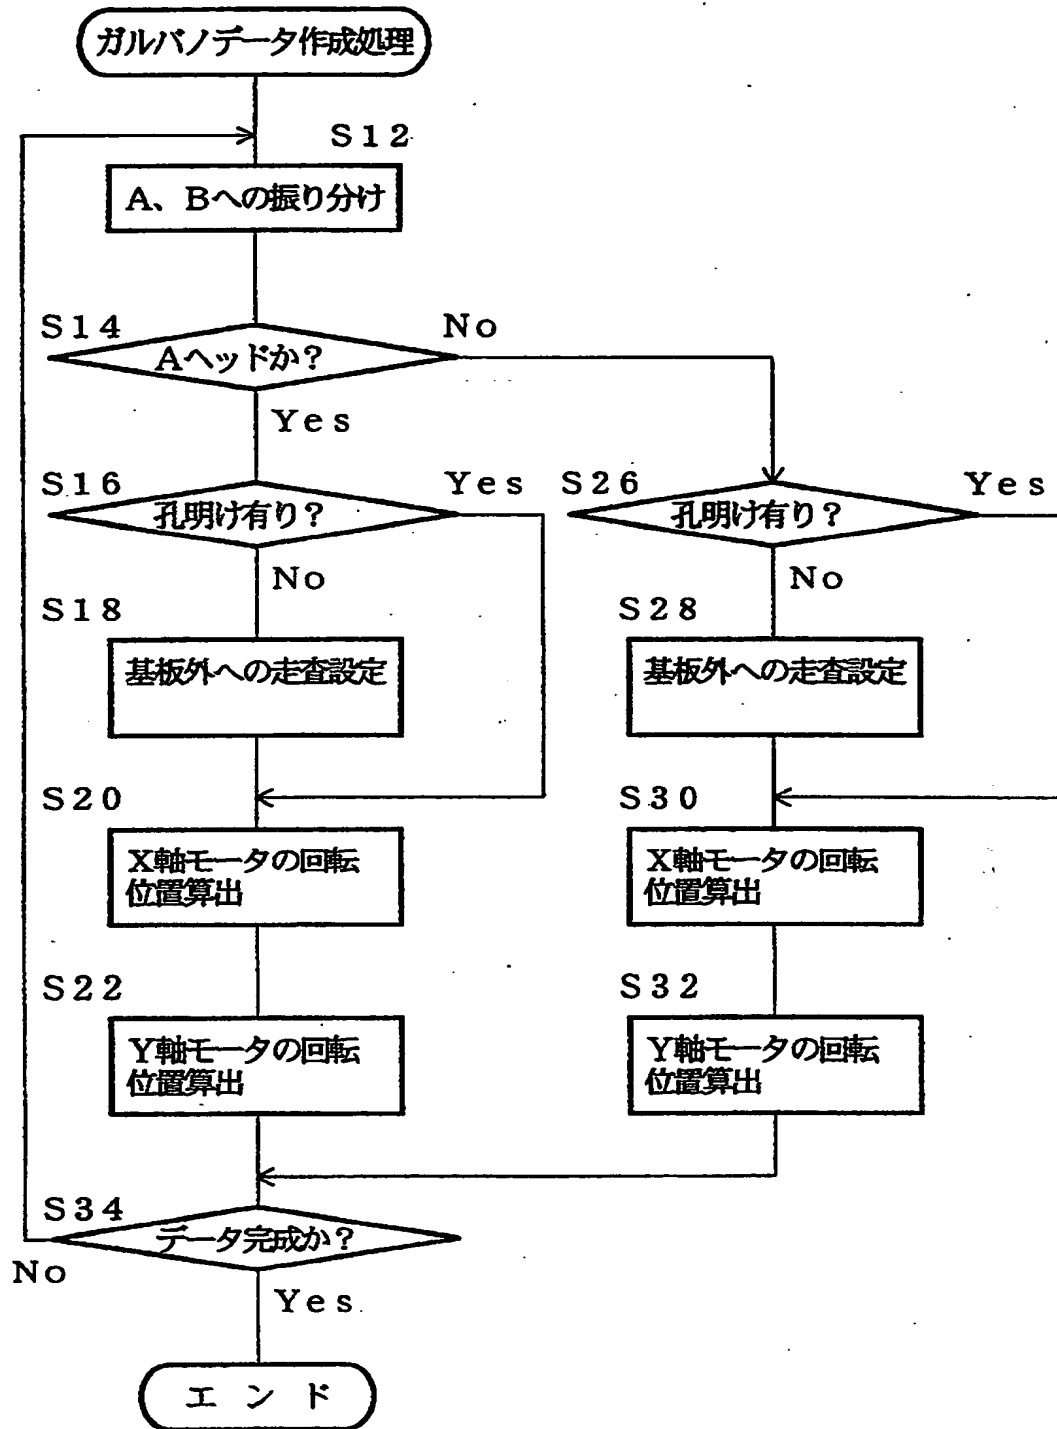 ガルバノデータ作成処理
S12
A、Bへの振り分け
S14
Aヘッドか？
No
Yes
S16
孔明け有り？
Yes
No
S26
孔明け有り？
Yes
No
S18
基板外への走査設定
S28
基板外への走査設定
S20
X軸モータの回転
位置算出
S30
X軸モータの回転
位置算出
S22
Y軸モータの回転
位置算出
S32
Y軸モータの回転
位置算出
S34
データ完成か？
No
Yes
エンド